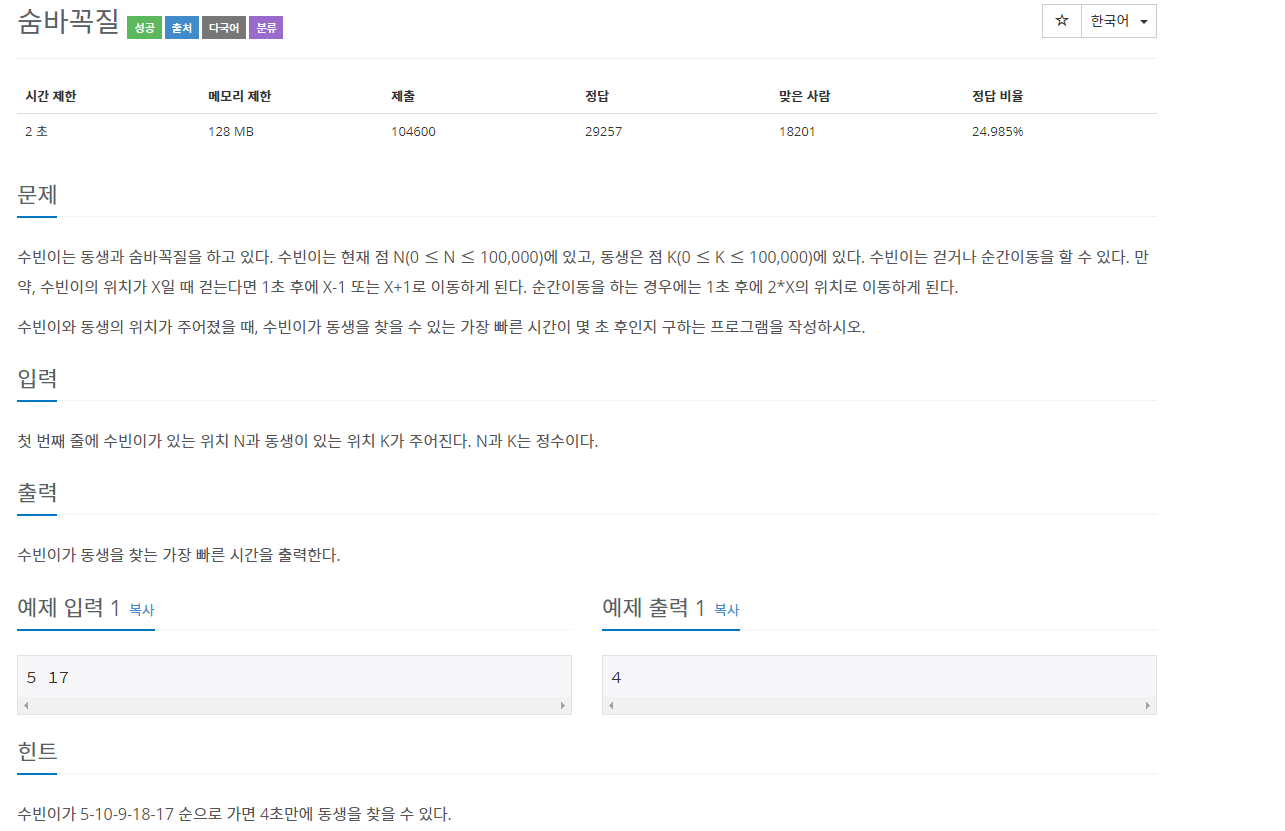 숨바꼭질 성공 출처 다국어 분류
☆ 한국어
시간 제한 메모리 제한 제출 정답 맞은 사람 정답 비율
2 초 128 MB 104600 29257 18201 24.985%
문제
수빈이는 동생과 숨바꼭질을 하고 있다. 수빈이는 현재 점 N(0 ≤ N ≤ 100,000)에 있고, 동생은 점 K(0 ≤ K ≤ 100,000)에 있다. 수빈이는 걷거나 순간이동을 할 수 있다. 만
약, 수빈이의 위치가 X일 때 걷는다면 1초 후에 X-1 또는 X+1로 이동하게 된다. 순간이동을 하는 경우에는 1초 후에 2*X의 위치로 이동하게 된다.
수빈이와 동생의 위치가 주어졌을 때, 수빈이가 동생을 찾을 수 있는 가장 빠른 시간이 몇 초 후인지 구하는 프로그램을 작성하시오.
입력
첫 번째 줄에 수빈이가 있는 위치 N과 동생이 있는 위치 K가 주어진다. N과 K는 정수이다.
출력
수빈이가 동생을 찾는 가장 빠른 시간을 출력한다.
예제 입력 1 복사
5 17
예제 출력 1 복사
4
힌트
수빈이가 5-10-9-18-17 순으로 가면 4초만에 동생을 찾을 수 있다.